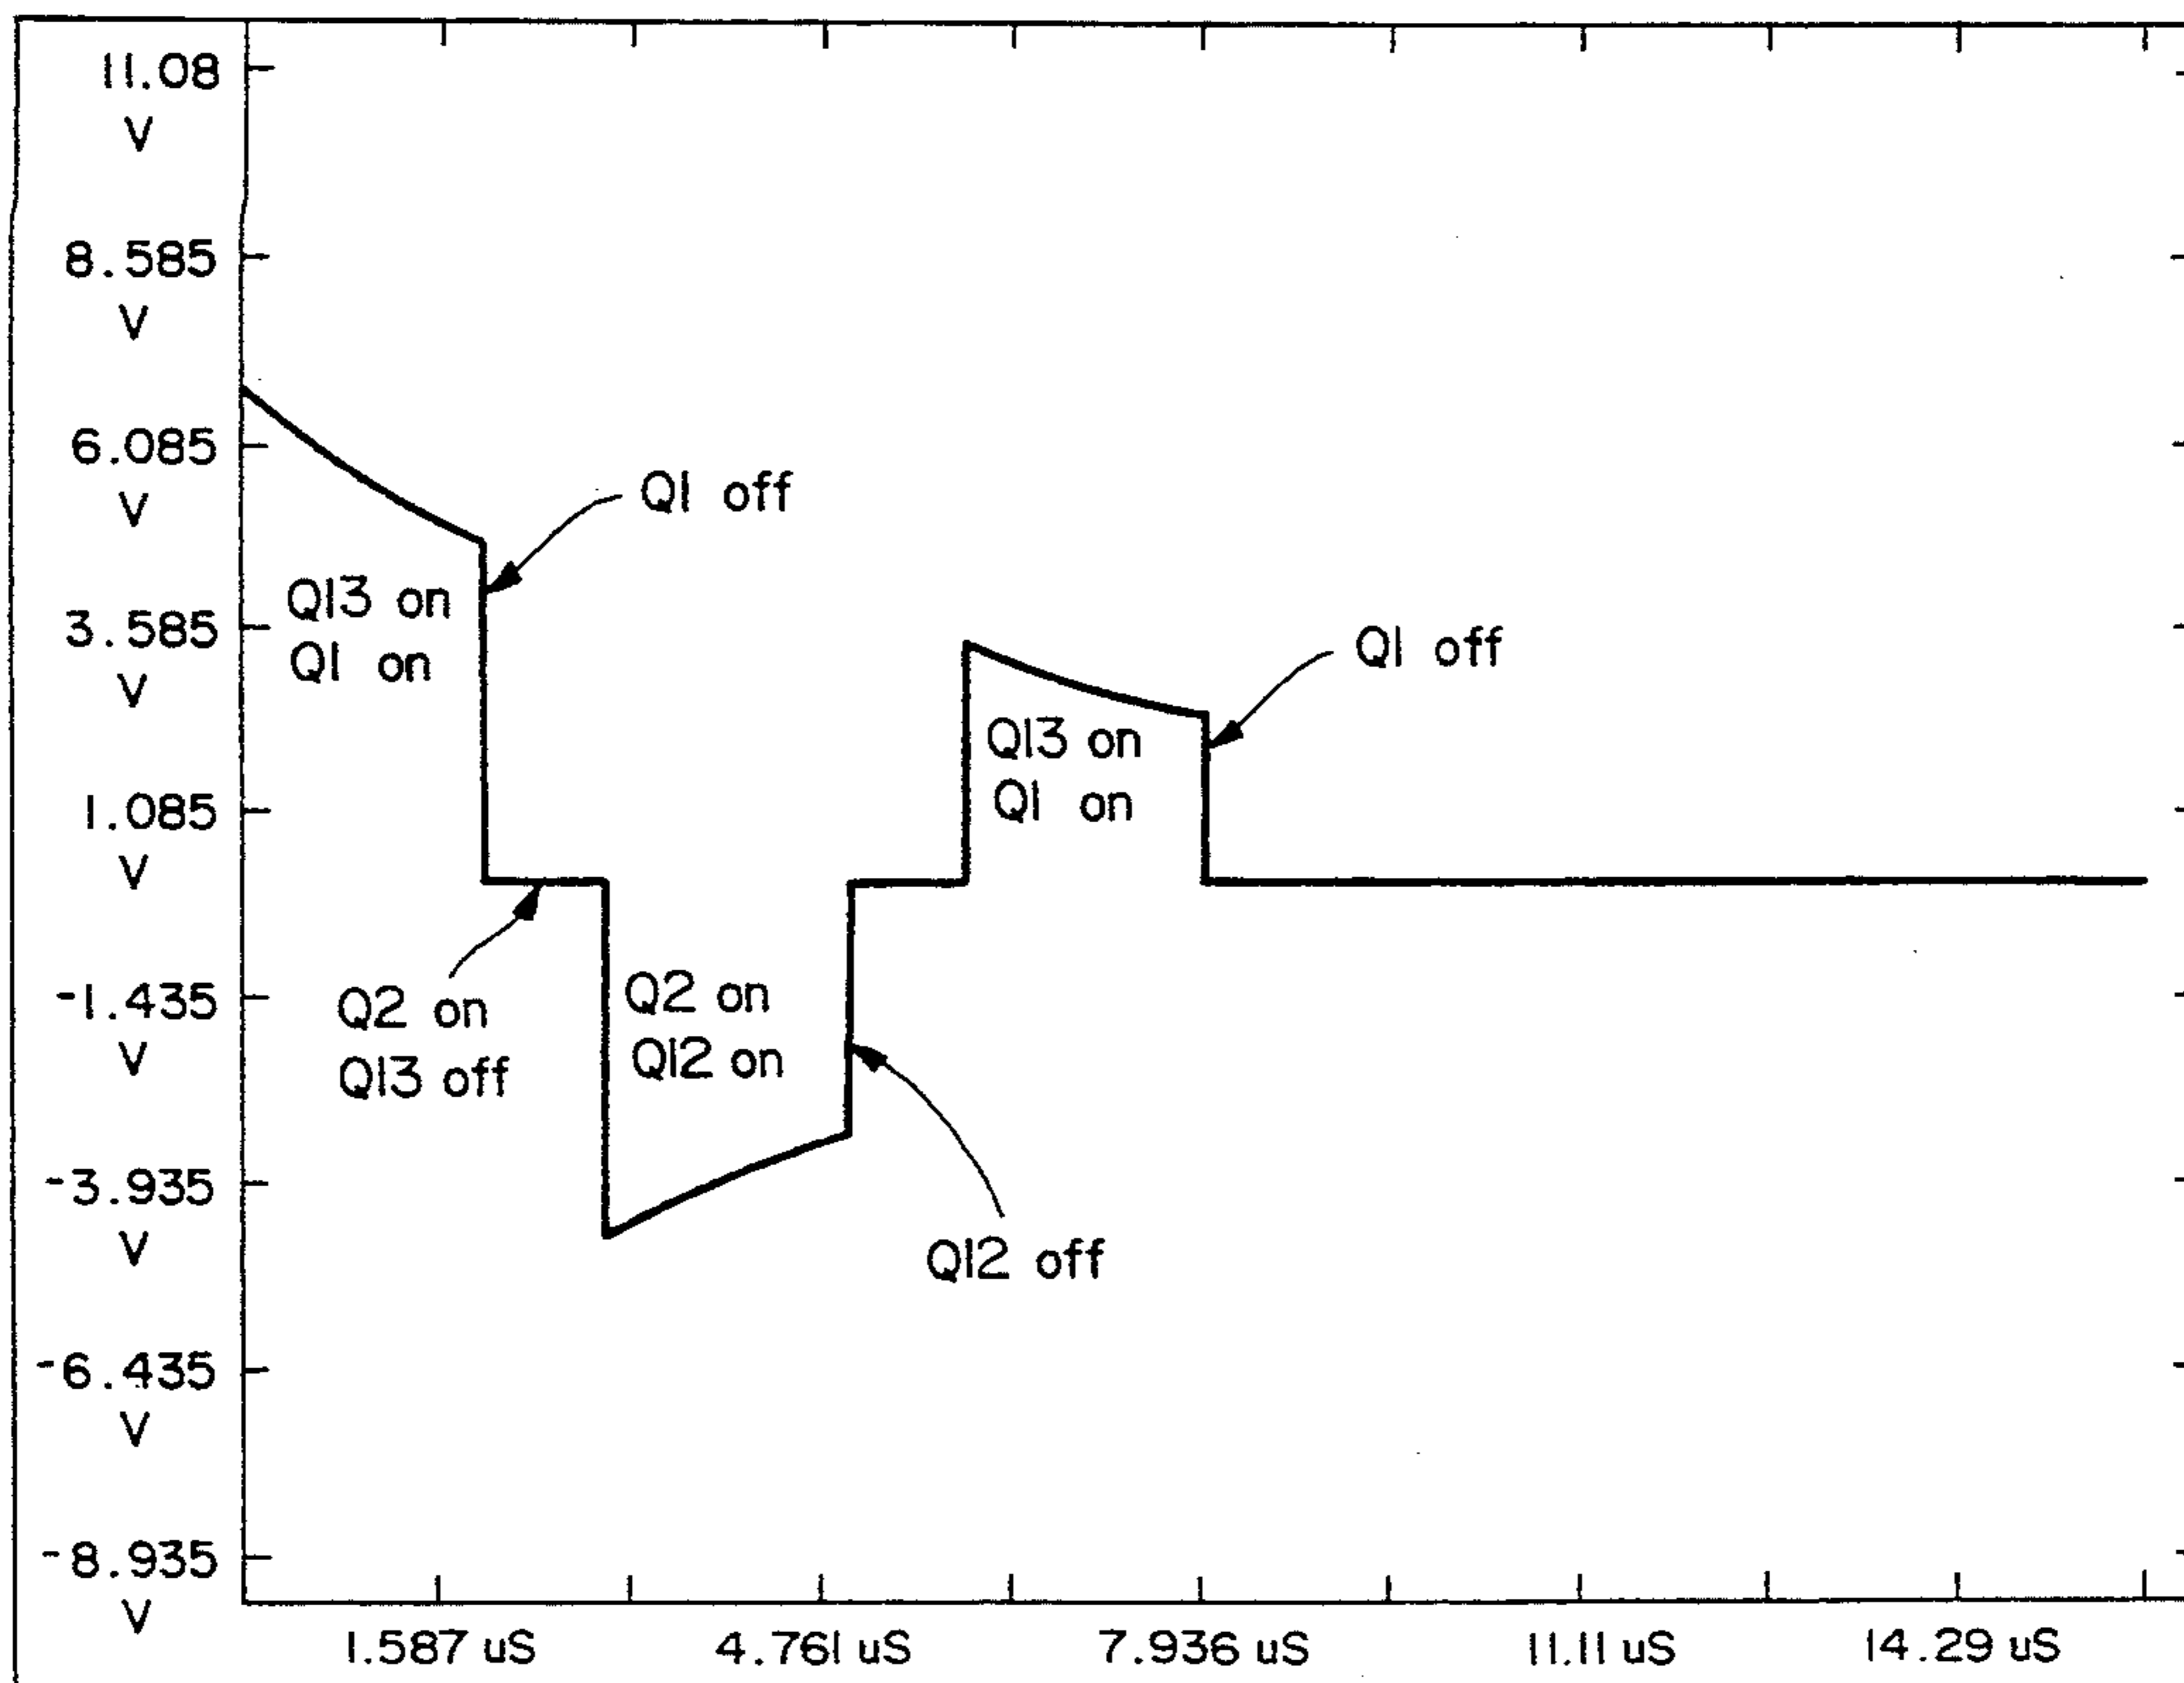 11.08
V
8.585
V
6.085
V
3.585
V
1.085
V
-1.435
V
-3.935
V
-6.435
V
-8.935
V
Q1 off
Q13 on
Q1 on
Q1 off
Q13 on
Q1 on
Q2 on
Q13 off
Q2 on
Q12 on
Q12 off
1.587 uS
4.761 uS
7.936 uS
11.11 uS
14.29 uS